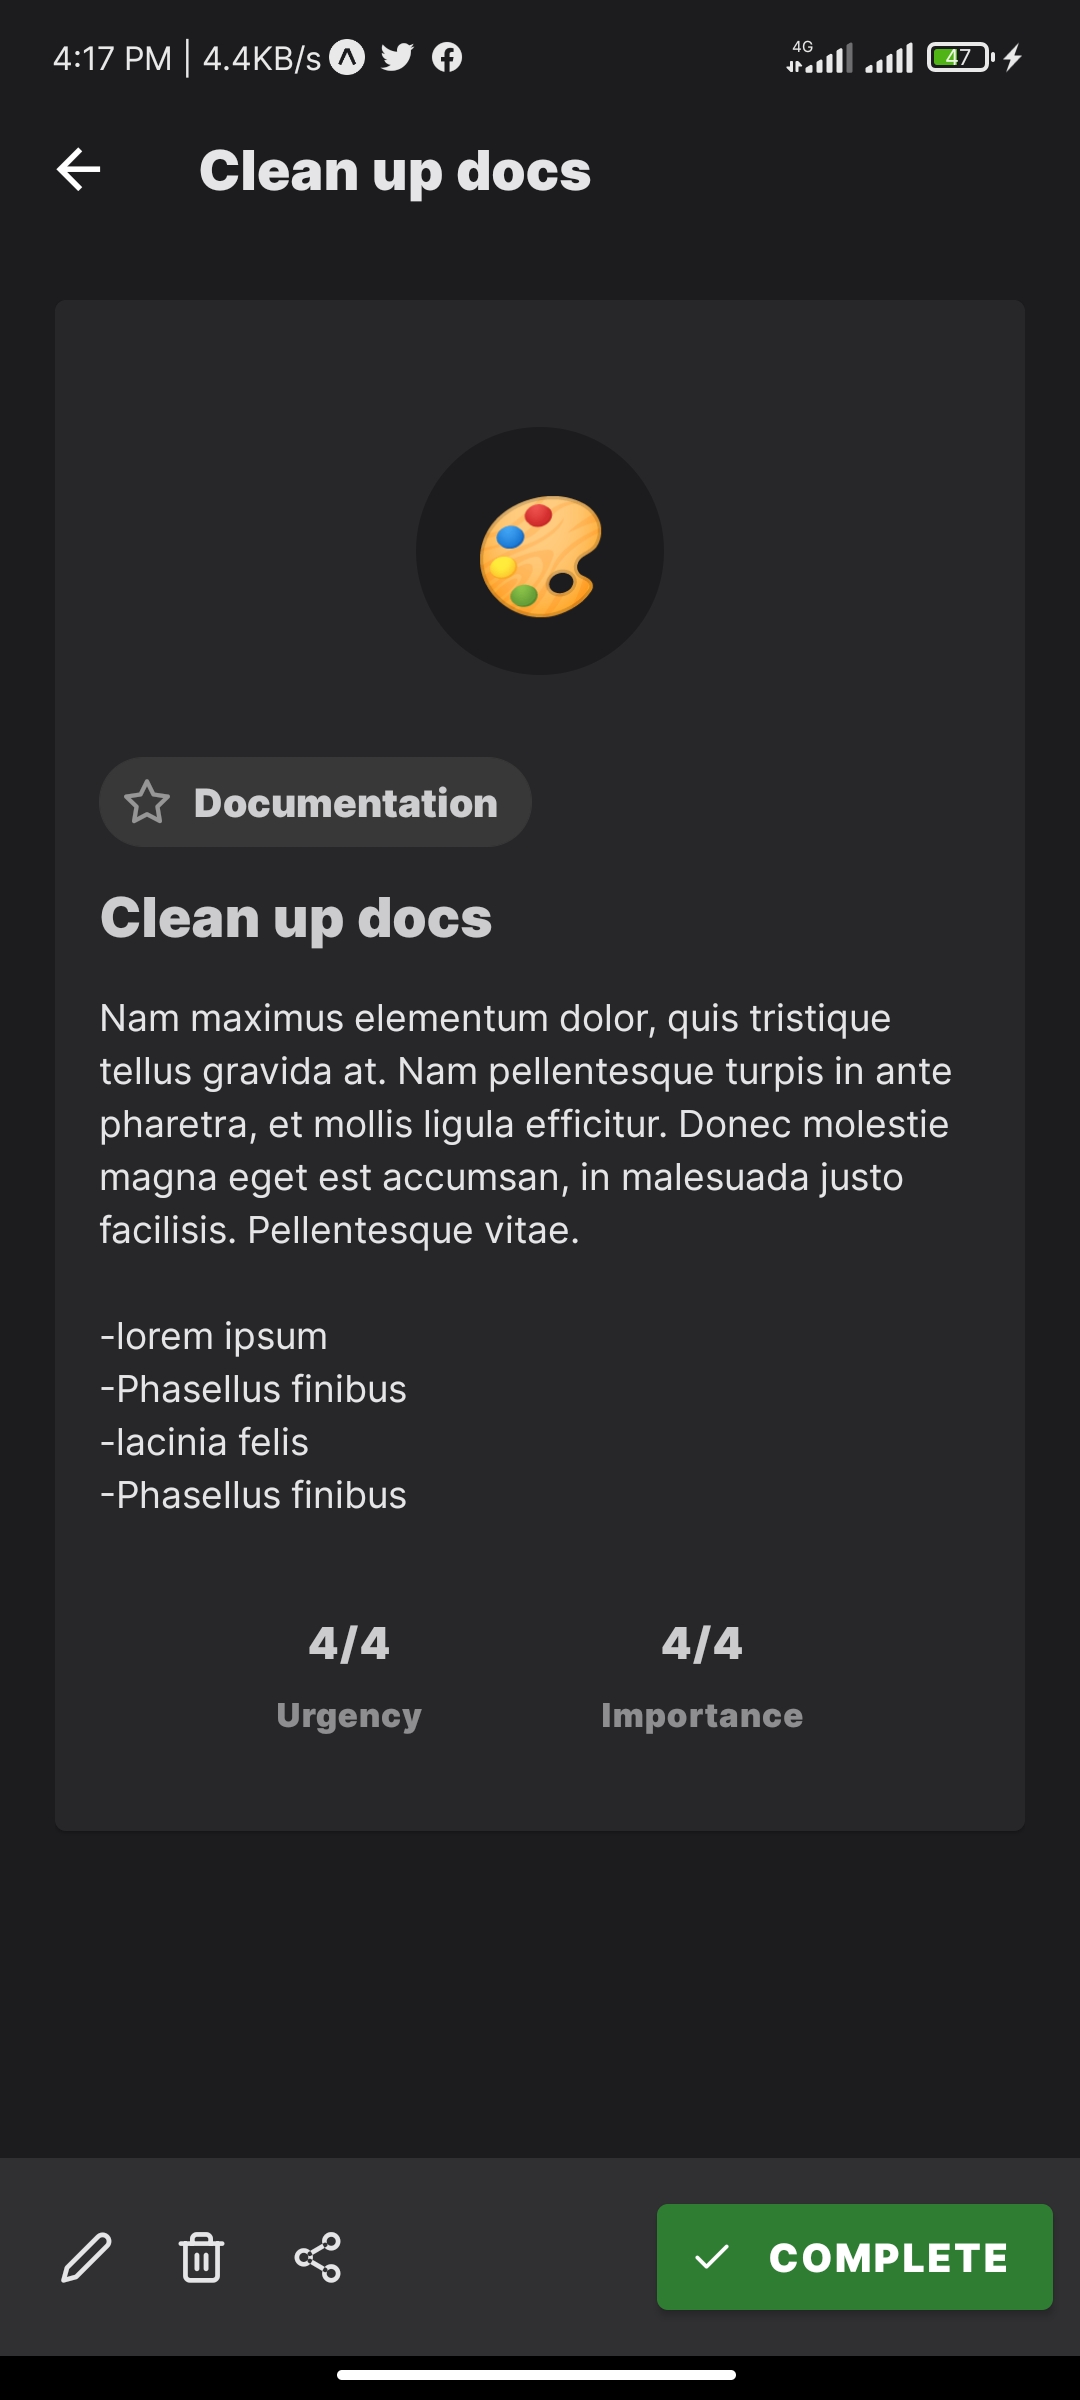 4:17 PM | 4.4KB/s
4G
47
Clean up docs
Documentation
Clean up docs
Nam maximus elementum dolor, quis tristique
tellus gravida at. Nam pellentesque turpis in ante
pharetra, et mollis ligula efficitur. Donec molestie
magna eget est accumsan, in malesuada justo
facilisis. Pellentesque vitae.
-lorem ipsum
-Phasellus finibus
-lacinia felis
-Phasellus finibus
4/4
Urgency
4/4
Importance
COMPLETE